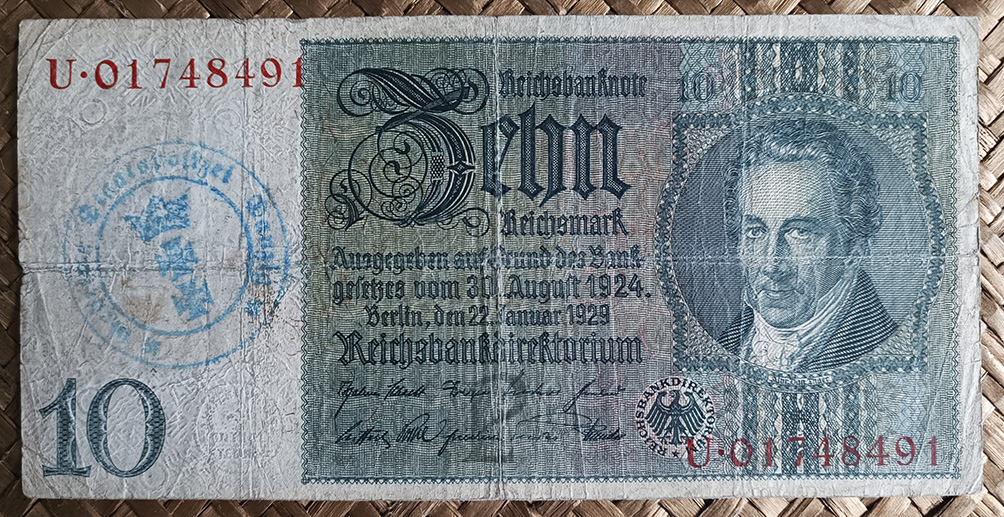 U·01748491
Reichsbanknote
10
10
Zehn
Reichsmark
Ausgegeben auf Grund des Bank-
gesetzes vom 30. August 1924.
Berlin, den 22. Januar 1929
Reichsbankdirektorium
REICHSBANKDIREKTORIUM
10
U·01748491